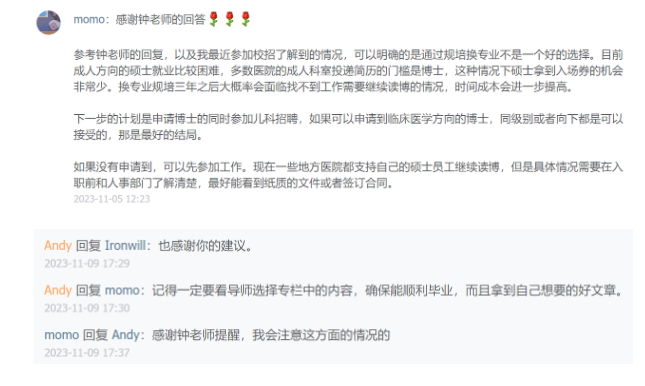 momo：感谢钟老师的回答🌹🌹🌹
参考钟老师的回复，以及我最近参加校招了解到的情况，可以明确的是通过规培换专业不是一个好的选择。目前
成人方向的硕士就业比较困难，多数医院的成人科室投递简历的门槛是博士，这种情况下硕士拿到入场券的机会
非常少。换专业规培三年之后大概率会面临找不到工作需要继续读博的情况，时间成本会进一步提高。
下一步的计划是申请博士的同时参加儿科招聘，如果可以申请到临床医学方向的博士，同级别或者向下都是可以
接受的，那是最好的结局。
如果没有申请到，可以先参加工作。现在一些地方医院都支持自己的硕士员工继续读博，但是具体情况需要在入
职前和人事部门了解清楚，最好能看到纸质的文件或者签订合同。
2023-11-05 12:23
Andy 回复 Ironwill：也感谢你的建议。
2023-11-09 17:29
Andy 回复 momo：记得一定要看导师选择专栏中的内容，确保能顺利毕业，而且拿到自己想要的好文章。
2023-11-09 17:30
momo 回复 Andy：感谢钟老师提醒，我会注意这方面的情况的
2023-11-09 17:37